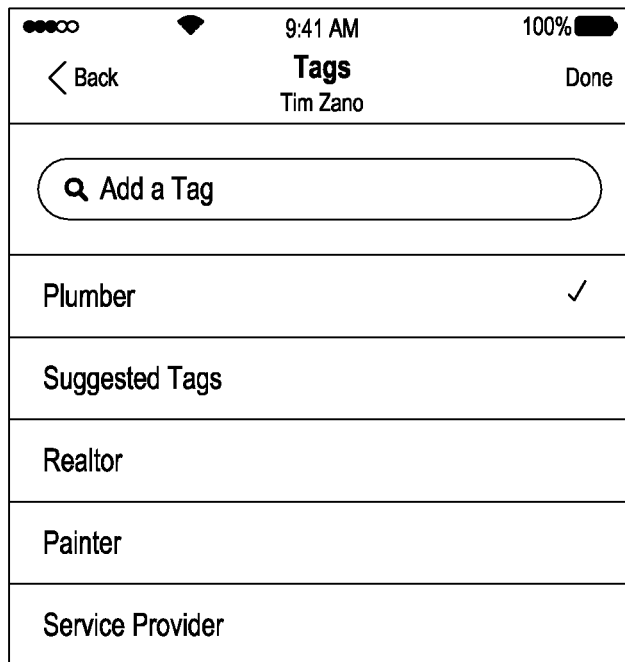 9:41 AM 100%
Back Tags Done
Tim Zano
Add a Tag
Plumber
Suggested Tags
Realtor
Painter
Service Provider